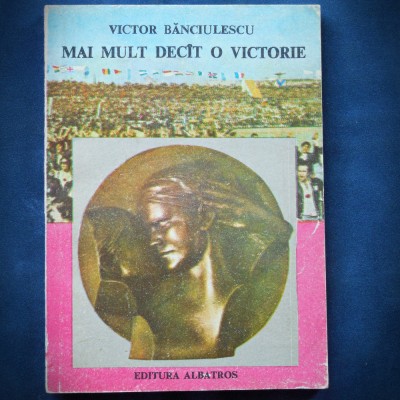 VICTOR BĂNCIULESCU
MAI MULT DECÎT O VICTORIE
EDITURA ALBATROS